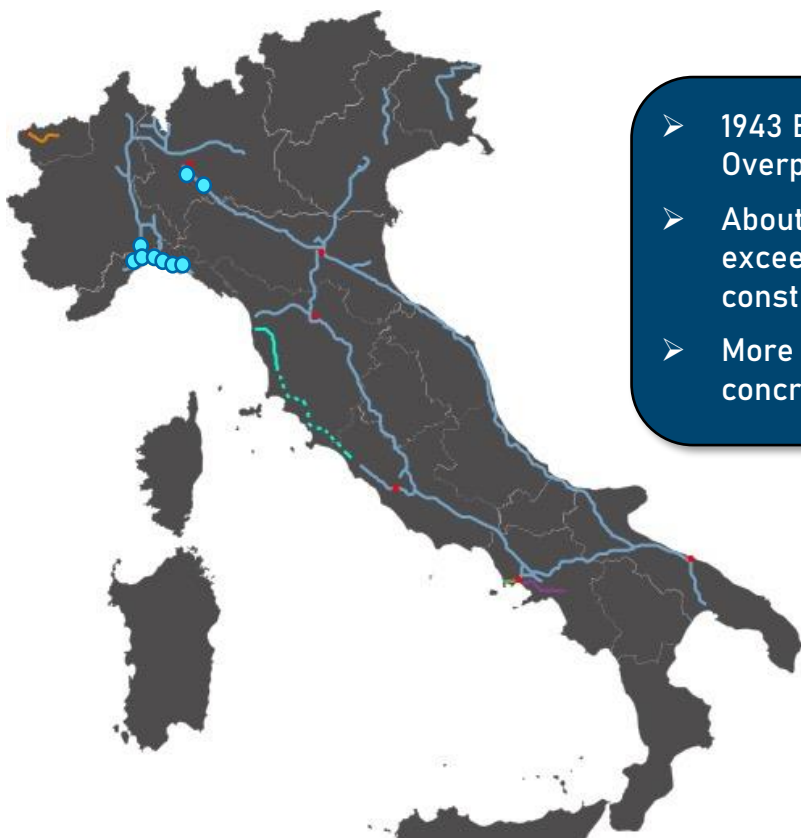 ➢ 1943 B
Overp
➢ About
excee
const
➢ More
concr